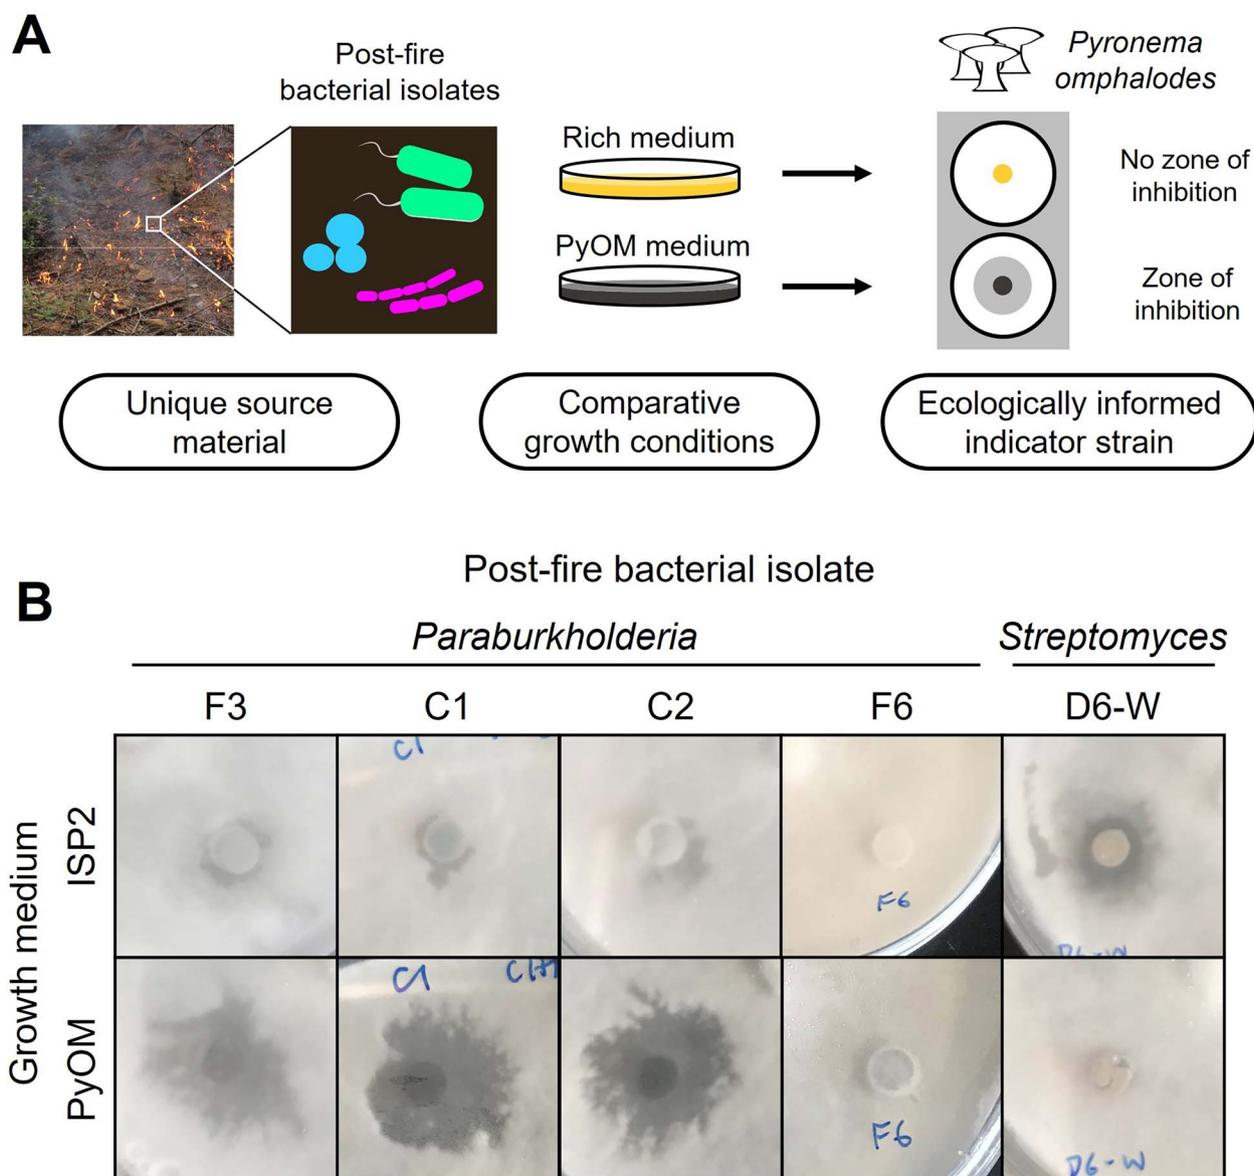 A
Post-fire
bacterial isolates
Rich medium
PyOM medium
Pyronema
omphalodes
No zone of
inhibition
Zone of
inhibition
Unique source
material
Comparative
growth conditions
Ecologically informed
indicator strain
B
Post-fire bacterial isolate
Paraburkholderia
Streptomyces
F3
C1
C2
F6
D6-W
Growth medium
ISP2
C1
F6
D6-W
PyOM
C1
F6
D6-W